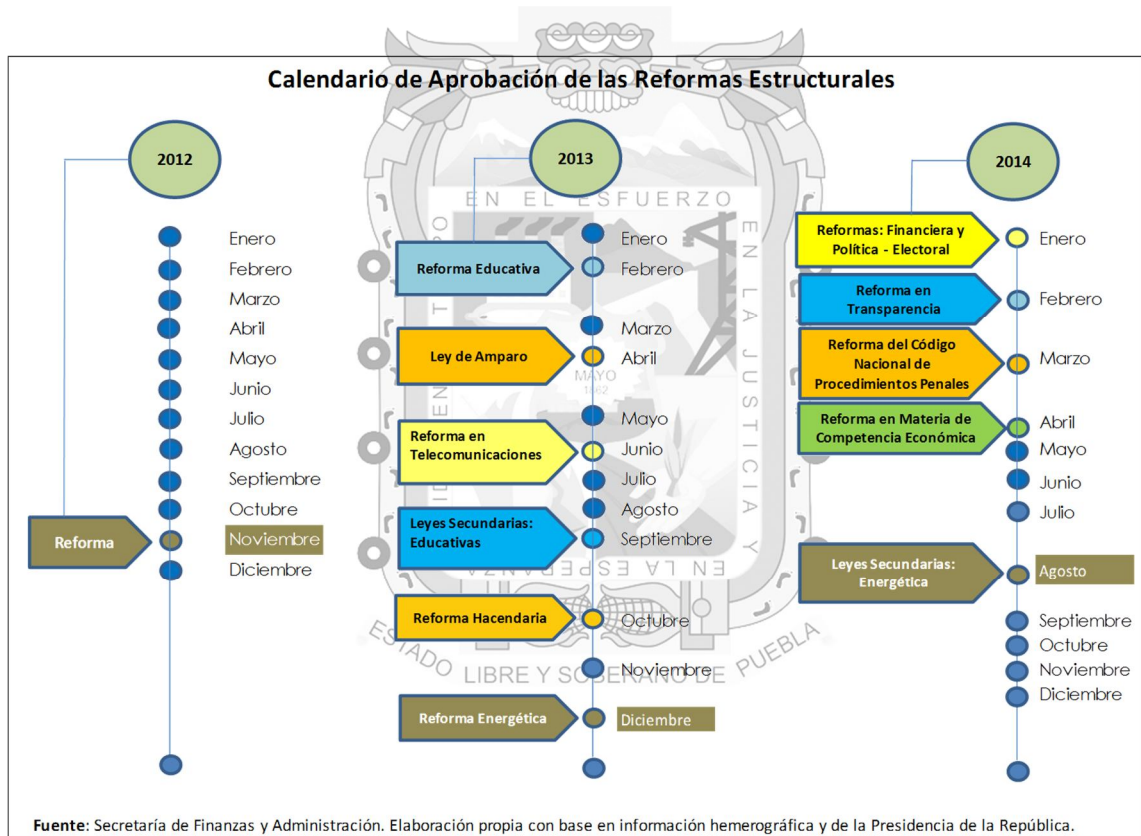 Calendario de Aprobación de las Reformas Estructurales
2012
Enero
Febrero
Marzo
Abril
Mayo
Junio
Julio
Agosto
Septiembre
Octubre
Reforma
Noviembre
Diciembre
2013
Enero
Reforma Educativa
Febrero
Marzo
Ley de Amparo
Abril
Mayo
Reforma en
Telecomunicaciones
Junio
Julio
Agosto
Leyes Secundarias:
Educativas
Septiembre
Reforma Hacendaria
Octubre
Noviembre
Reforma Energética
Diciembre
2014
Reformas: Financiera y
Política - Electoral
Enero
Reforma en
Transparencia
Febrero
Reforma del Código
Nacional de
Procedimientos Penales
Marzo
Reforma en Materia de
Competencia Económica
Abril
Mayo
Junio
Julio
Leyes Secundarias:
Energética
Agosto
Septiembre
Octubre
Noviembre
Diciembre
EN EL ESFUERZO
EN LA JUSTICIA Y
EN LA ESPERANZA
MAYO
1862
ESTADO LIBRE Y SOBERANO DE PUEBLA
Fuente: Secretaría de Finanzas y Administración. Elaboración propia con base en información hemerográfica y de la Presidencia de la República.